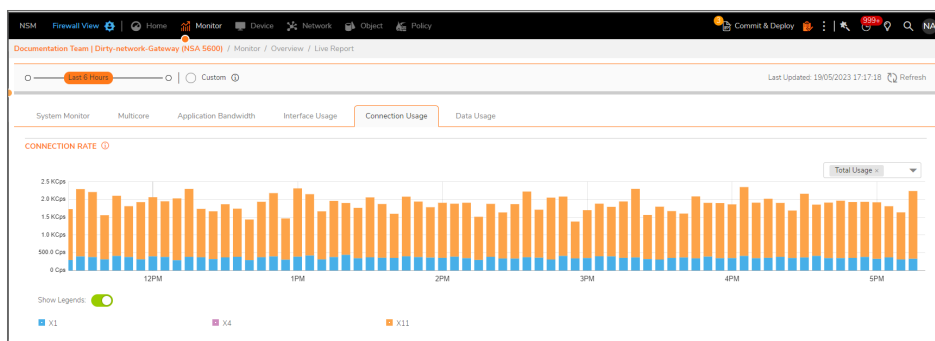 NSM Firewall View Home Monitor Device Network Object Policy 3 Commit & Deploy 999+ NA
Documentation Team | Dirty-network-Gateway (NSA 5600) / Monitor / Overview / Live Report
Last 6 Hours Custom Last Updated: 19/05/2023 17:17:18 Refresh
System Monitor Multicore Application Bandwidth Interface Usage Connection Usage Data Usage
CONNECTION RATE
Total Usage ×
2.5 KCps
2.0 KCps
1.5 KCps
1.0 KCps
500.0 Cps
0 Cps
12PM 1PM 2PM 3PM 4PM 5PM
Show Legends:
X1 X4 X11